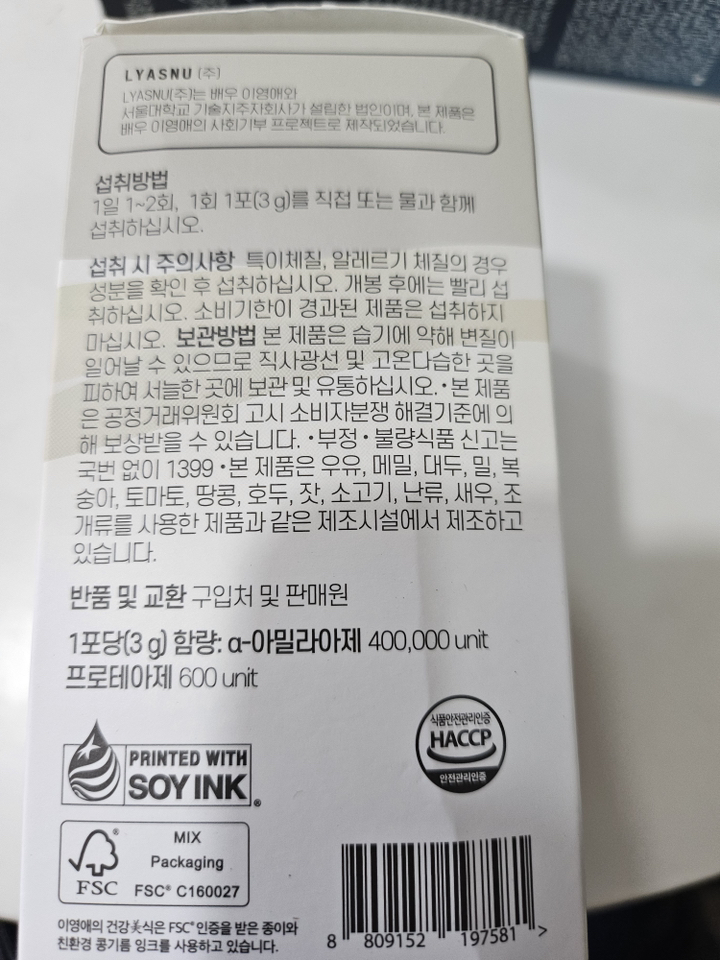 LYASNU (주)
LYASNU(주)는 배우 이영애와
서울대학교 기술지주자회사가 설립한 법인이며, 본 제품은
배우 이영애의 사회기부 프로젝트로 제작되었습니다.
섭취방법
1일 1~2회, 1회 1포(3 g)를 직접 또는 물과 함께
섭취하십시오.
섭취 시 주의사항 특이체질, 알레르기 체질의 경우
성분을 확인 후 섭취하십시오. 개봉 후에는 빨리 섭
취하십시오. 소비기한이 경과된 제품은 섭취하지
마십시오. 보관방법 본 제품은 습기에 약해 변질이
일어날 수 있으므로 직사광선 및 고온다습한 곳을
피하여 서늘한 곳에 보관 및 유통하십시오. • 본 제품
은 공정거래위원회 고시 소비자분쟁 해결기준에 의
해 보상받을 수 있습니다. • 부정 • 불량식품 신고는
국번 없이 1399 • 본 제품은 우유, 메밀, 대두, 밀, 복
숭아, 토마토, 땅콩, 호두, 잣, 소고기, 난류, 새우, 조
개류를 사용한 제품과 같은 제조시설에서 제조하고
있습니다.
반품 및 교환 구입처 및 판매원
1포당(3 g) 함량: α-아밀라아제 400,000 unit
프로테아제 600 unit
식품안전관리인증
HACCP
안전관리인증
PRINTED WITH
SOY INK®
MIX
Packaging
FSC
FSC® C160027
이영애의 건강美식은 FSC® 인증을 받은 종이와
친환경 콩기름 잉크를 사용하고 있습니다.
8 809152 197581 >